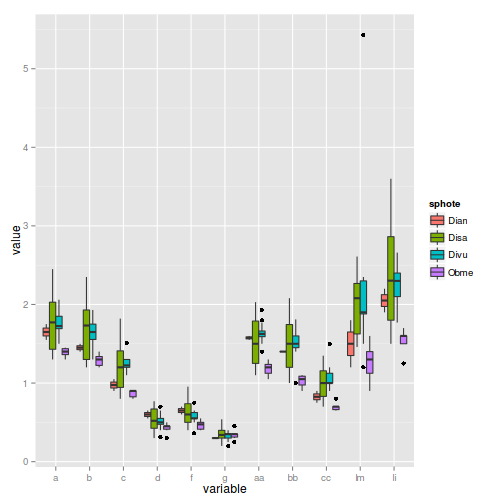 value
5
4
3
2
1
0
a b c d f g aa bb cc lm li
variable
sphote
Dian
Disa
Divu
Obme